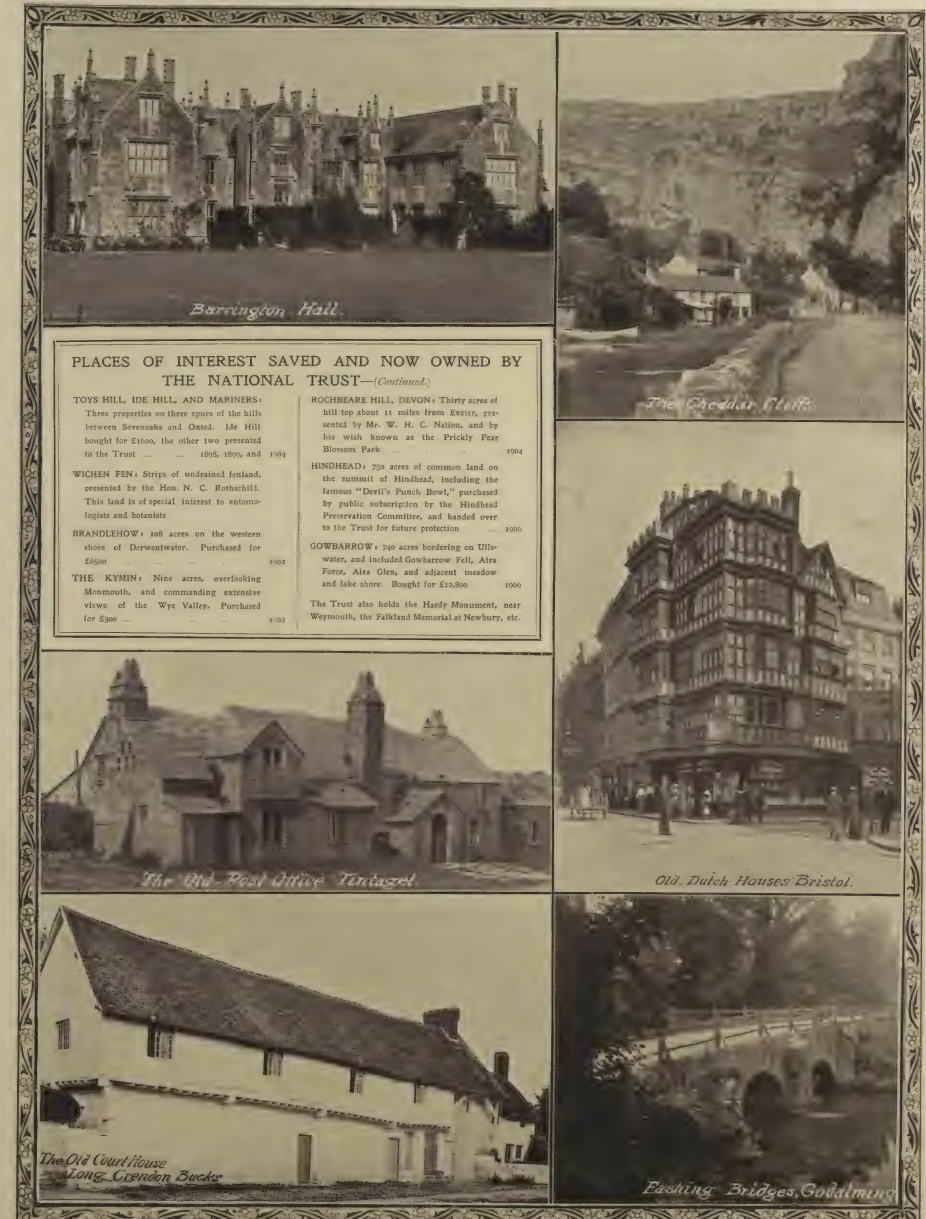 Barrington Hall.
The Cheddar Cliffs.
PLACES OF INTEREST SAVED AND NOW OWNED BY
THE NATIONAL TRUST—(Continued.)
TOYS HILL, IDE HILL, AND MARINERS:
Three properties on three spurs of the hills
between Sevenoaks and Oxted. Ide Hill
bought for £1600, the other two presented
to the Trust ... ... 1898, 1899, and 1904
WICHEN FEN: Strips of undrained fenland,
presented by the Hon. N. C. Rothschild.
This land is of special interest to entomo-
logists and botanists
BRANDLEHOW: 108 acres on the western
shore of Derwentwater. Purchased for
£6500 .. ... ... .. .. 1902
THE KYMIN: Nine acres, overlooking
Monmouth, and commanding extensive
views of the Wye Valley. Purchased
for £300 ... .. .. 1902
ROCHBEARE HILL, DEVON: Thirty acres of
hill top about 11 miles from Exeter, pre-
sented by Mr. W. H. C. Nation, and by
his wish known as the Prickly Pear
Blossom Park ... .. .. 1904
HINDHEAD: 750 acres of common land on
the summit of Hindhead, including the
famous "Devil's Punch Bowl," purchased
by public subscription by the Hindhead
Preservation Committee, and handed over
to the Trust for future protection .. 1906
GOWBARROW: 740 acres bordering on Ulls-
water, and included Gowbarrow Fell, Aira
Force, Aira Glen, and adjacent meadow
and lake shore. Bought for £12,800 . 1906
The Trust also holds the Hardy Monument, near
Weymouth, the Falkland Memorial at Newbury, etc.
The Old Post Office Tintagel.
Old Dutch Houses Bristol.
The Old Court House
Long Crendon Bucks
Eashing Bridges, Godalming